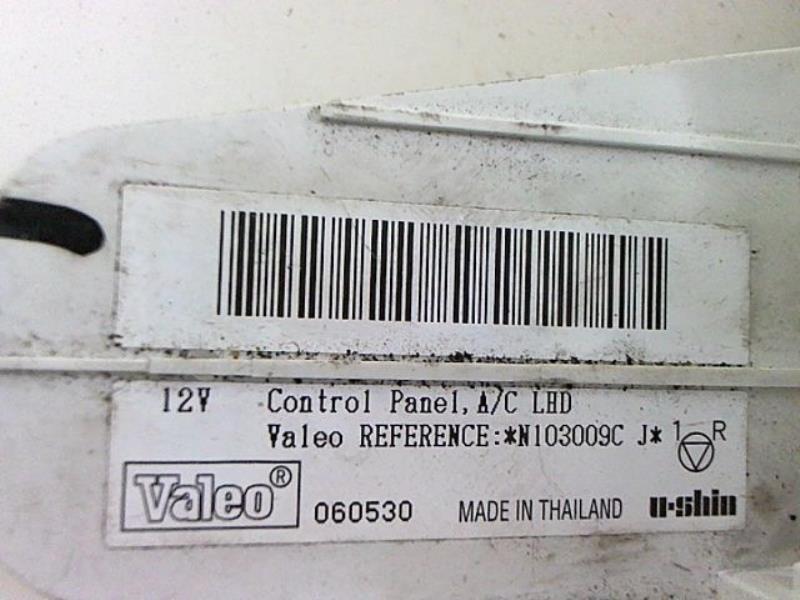 12V Control Panel, A/C LHD
Valeo REFERENCE:*N103009C J* 1 R
Valeo® 060530 MADE IN THAILAND u-shin